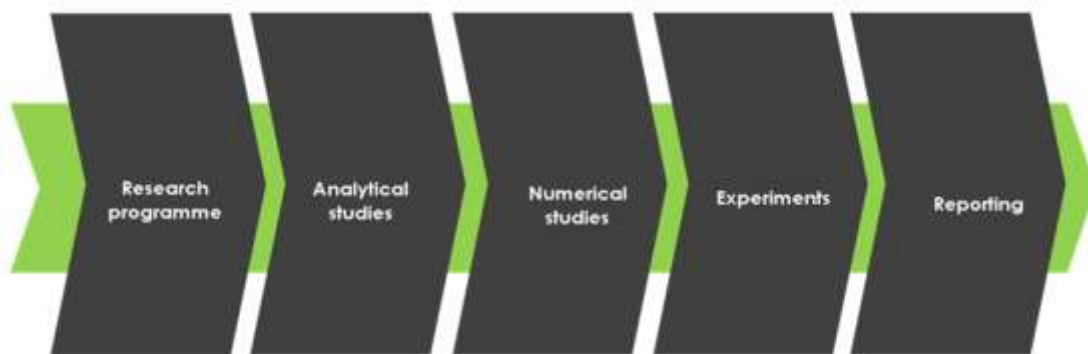 Research
programme
Analytical
studies
Numerical
studies
Experiments
Reporting